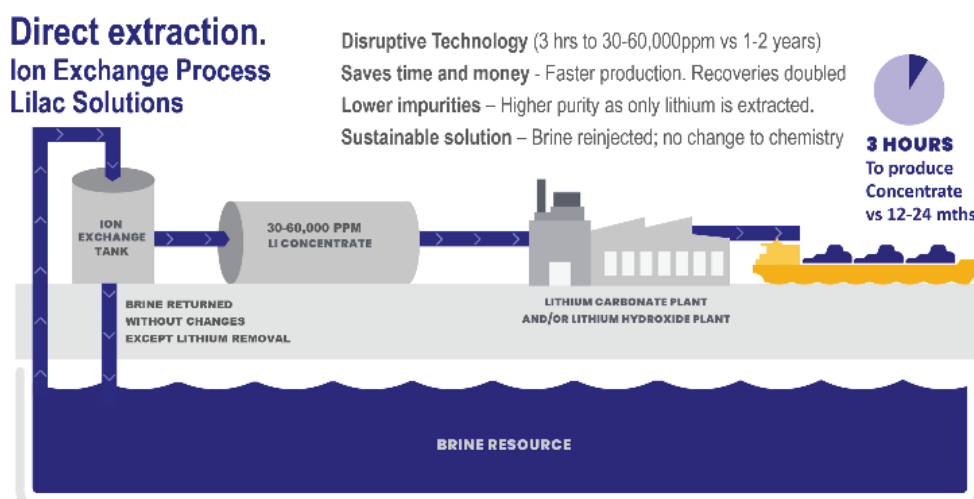 Direct extraction.
Ion Exchange Process
Lilac Solutions
Disruptive Technology (3 hrs to 30-60,000ppm vs 1-2 years)
Saves time and money - Faster production. Recoveries doubled
Lower impurities – Higher purity as only lithium is extracted.
Sustainable solution – Brine reinjected; no change to chemistry
3 HOURS
To produce
Concentrate
vs 12-24 mths
ION
EXCHANGE
TANK
30-60,000 PPM
LI CONCENTRATE
BRINE RETURNED
WITHOUT CHANGES
EXCEPT LITHIUM REMOVAL
LITHIUM CARBONATE PLANT
AND/OR LITHIUM HYDROXIDE PLANT
BRINE RESOURCE